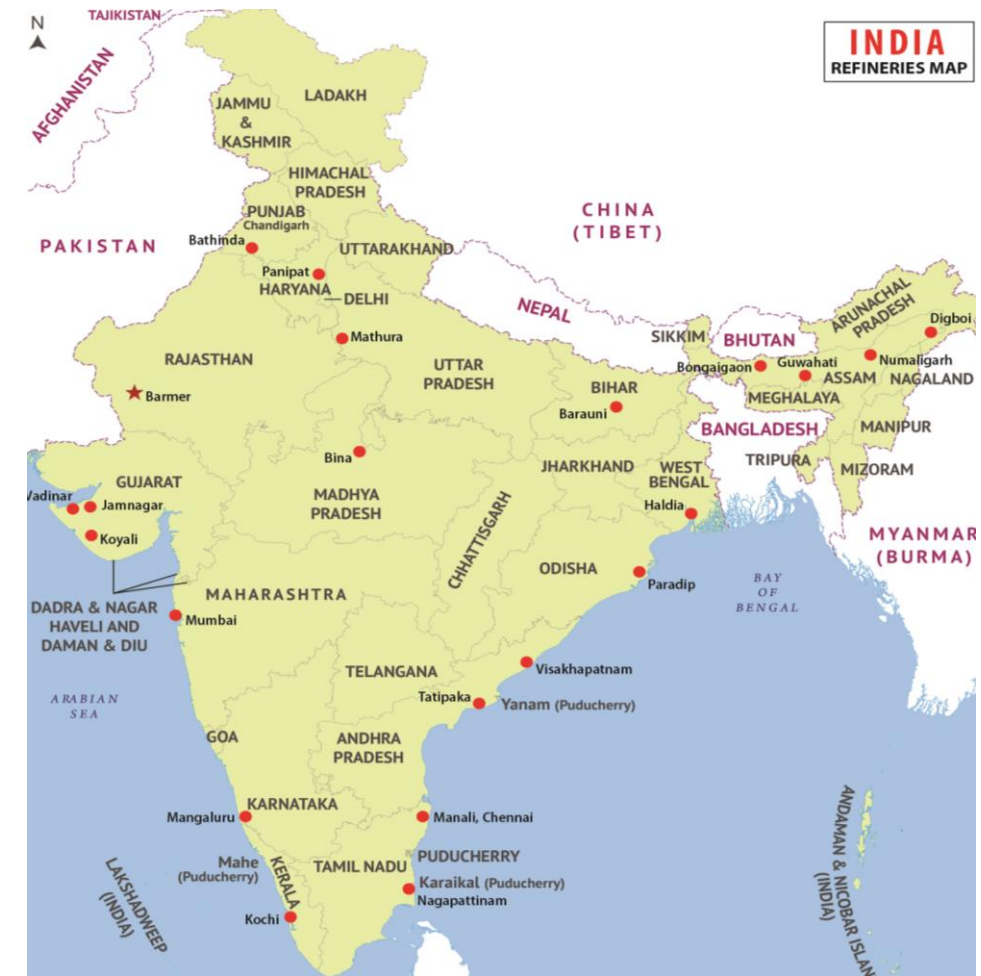 N
TAJIKISTAN
INDIA
REFINERIES MAP
AFGHANISTAN
LADAKH
JAMMU
&
KASHMIR
HIMACHAL
PRADESH
CHINA
(TIBET)
PUNJAB
Chandigarh
PAKISTAN
Bathinda
UTTARAKHAND
Panipat
HARYANA
DELHI
NEPAL
ARUNACHAL
PRADESH
Digboi
SIKKIM
BHUTAN
Mathura
RAJASTHAN
UTTAR
PRADESH
Bongaigaon
Guwahati
Numaligarh
ASSAM
NAGALAND
BIHAR
MEGHALAYA
Barmer
Barauni
BANGLADESH
MANIPUR
Bina
JHARKHAND
WEST
BENGAL
TRIPURA
MIZORAM
GUJARAT
Vadinar
Jamnagar
MADHYA
PRADESH
Haldia
CHHATTISGARH
Koyali
MYANMAR
(BURMA)
ODISHA
Paradip
BAY
OF
BENGAL
MAHARASHTRA
DADRA & NAGAR
HAVELI AND
DAMAN & DIU
Mumbai
TELANGANA
Visakhapatnam
ARABIAN
SEA
Tatipaka
Yanam (Puducherry)
GOA
ANDHRA
PRADESH
KARNATAKA
Mangaluru
Manali, Chennai
Mahe
(Puducherry)
KERALA
TAMIL NADU
PUDUCHERRY
Karaikal (Puducherry)
Nagapattinam
Kochi
LAKSHADWEEP
(INDIA)
ANDAMAN & NICOBAR ISLAN
(INDIA)